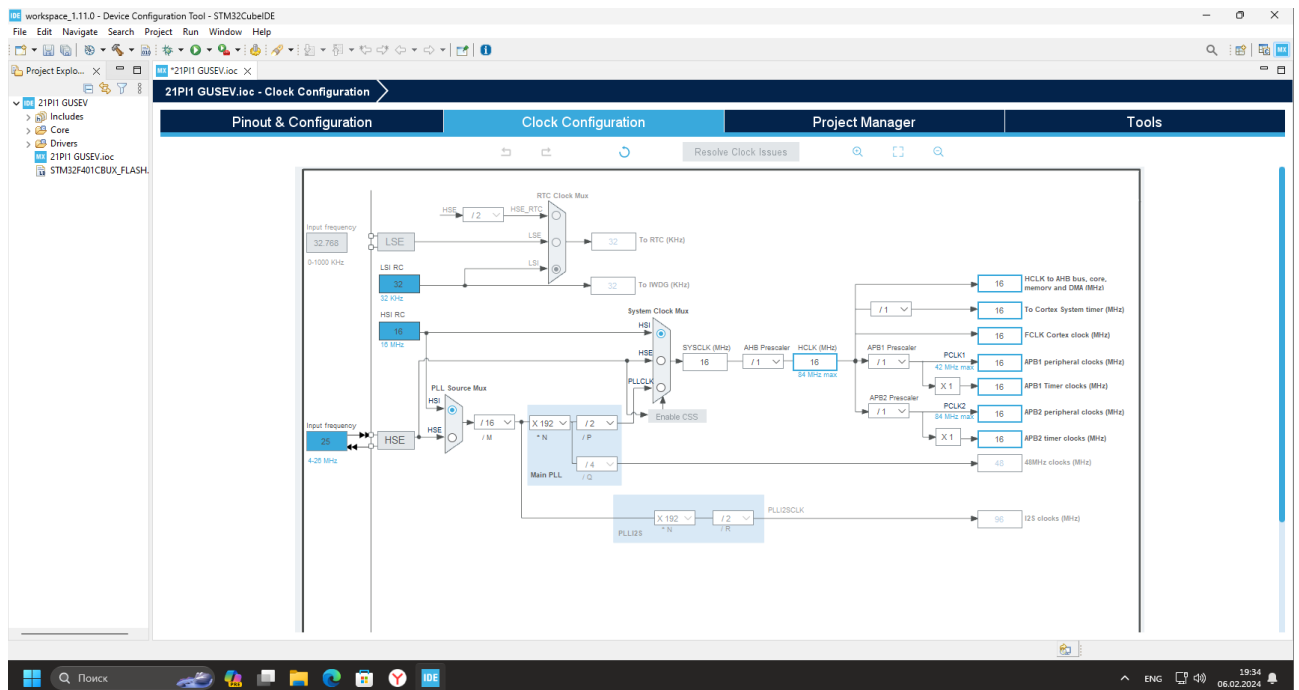 IDE workspace_1.11.0 - Device Configuration Tool - STM32CubeIDE
File Edit Navigate Search Project Run Window Help
Project Explo...
MX *21PI1 GUSEV.ioc
21PI1 GUSEV.ioc - Clock Configuration
IDE 21PI1 GUSEV
Includes
Core
Drivers
MX 21PI1 GUSEV.ioc
STM32F401CBUX_FLASH.
Pinout & Configuration
Clock Configuration
Project Manager
Tools
Resolve Clock Issues
RTC Clock Mux
HSE
/ 2
HSE_RTC
Input frequency
32.768
0-1000 KHz
LSE
LSE
32
To RTC (KHz)
LSI RC
32
32 KHz
LSI
32
To IWDG (KHz)
HSI RC
16
16 MHz
System Clock Mux
HSI
HSE
PLLCLK
Enable CSS
SYSCLK (MHz)
16
AHB Prescaler
/ 1
HCLK (MHz)
16
84 MHz max
16
HCLK to AHB bus, core,
memory and DMA (MHz)
/ 1
16
To Cortex System timer (MHz)
16
FCLK Cortex clock (MHz)
APB1 Prescaler
/ 1
PCLK1
42 MHz max
16
APB1 peripheral clocks (MHz)
X 1
16
APB1 Timer clocks (MHz)
APB2 Prescaler
/ 1
PCLK2
84 MHz max
16
APB2 peripheral clocks (MHz)
X 1
16
APB2 timer clocks (MHz)
PLL Source Mux
HSI
HSE
Input frequency
25
4-26 MHz
HSE
/ 16
/ M
X 192
* N
/ 2
/ P
/ 4
/ Q
Main PLL
48
48MHz clocks (MHz)
X 192
* N
/ 2
/ R
PLLI2S
PLLI2SCLK
96
I2S clocks (MHz)
Поиск
IDE
ENG
19:34
06.02.2024